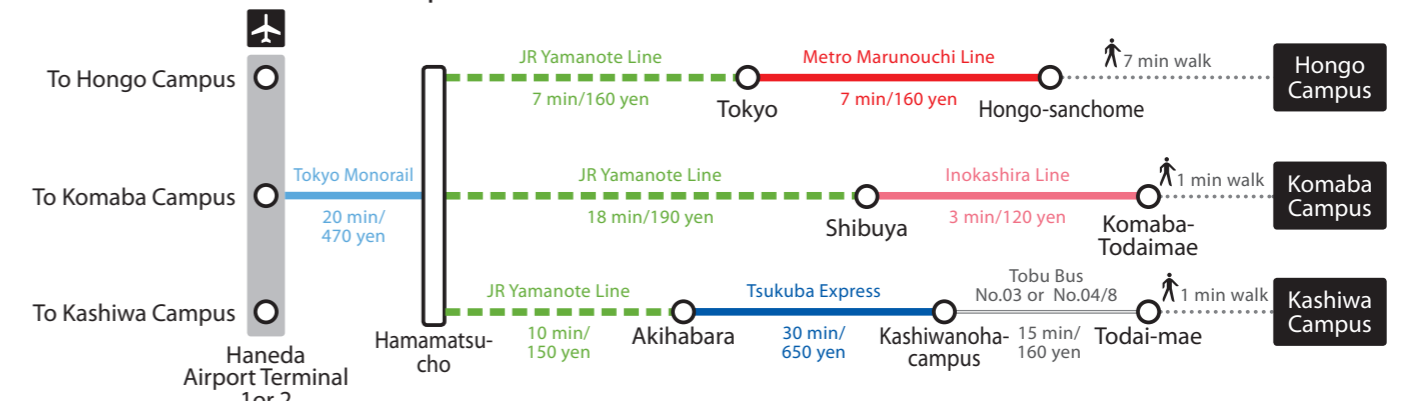 To Hongo Campus
JR Yamanote Line
7 min/160 yen
Tokyo
Metro Marunouchi Line
7 min/160 yen
Hongo-sanchome
7 min walk
Hongo
Campus
To Komaba Campus
Tokyo Monorail
20 min/
470 yen
JR Yamanote Line
18 min/190 yen
Shibuya
Inokashira Line
3 min/120 yen
Komaba-
Todaimae
1 min walk
Komaba
Campus
To Kashiwa Campus
Haneda
Airport Terminal
1or 2
Hamamatsu-
cho
JR Yamanote Line
10 min/
150 yen
Akihabara
Tsukuba Express
30 min/
650 yen
Kashiwanoha-
campus
Tobu Bus
No.03 or No.04/8
15 min/
160 yen
Todai-mae
1 min walk
Kashiwa
Campus